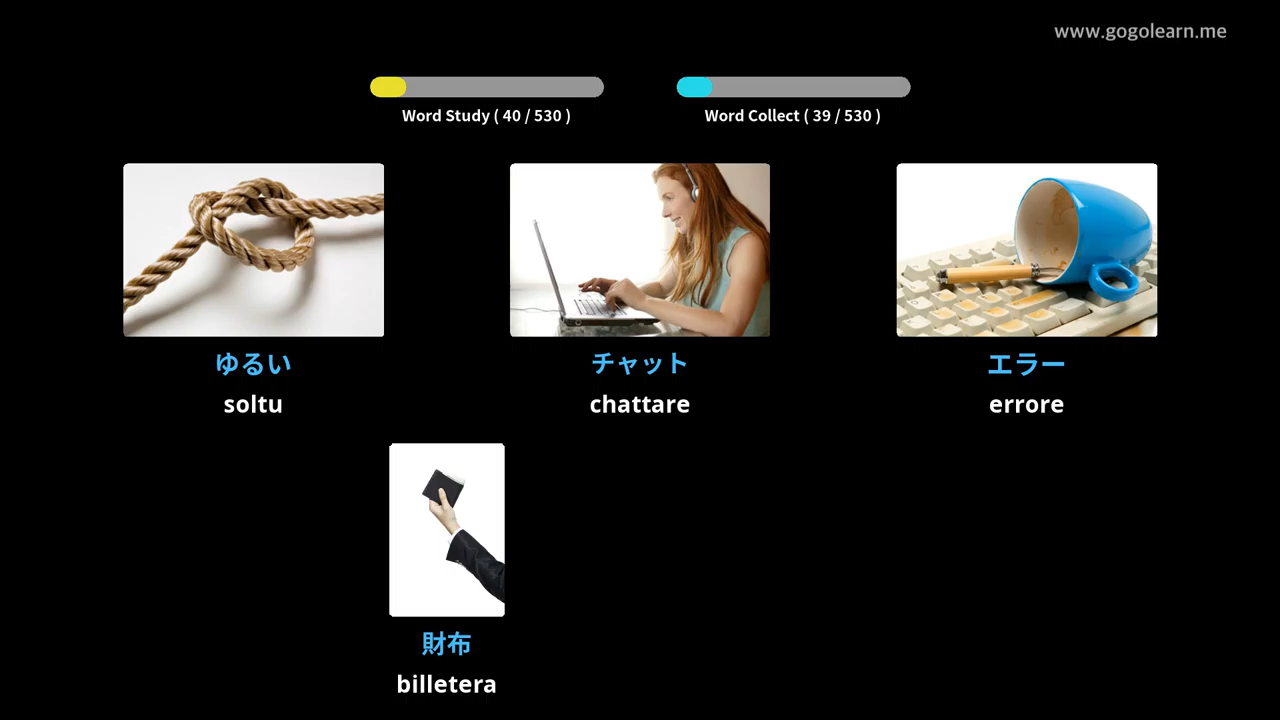 www.gogolearn.me
Word Study ( 40 / 530 )
Word Collect ( 39 / 530 )
ゆるい
soltu
チャット
chattare
エラー
errore
財布
billetera